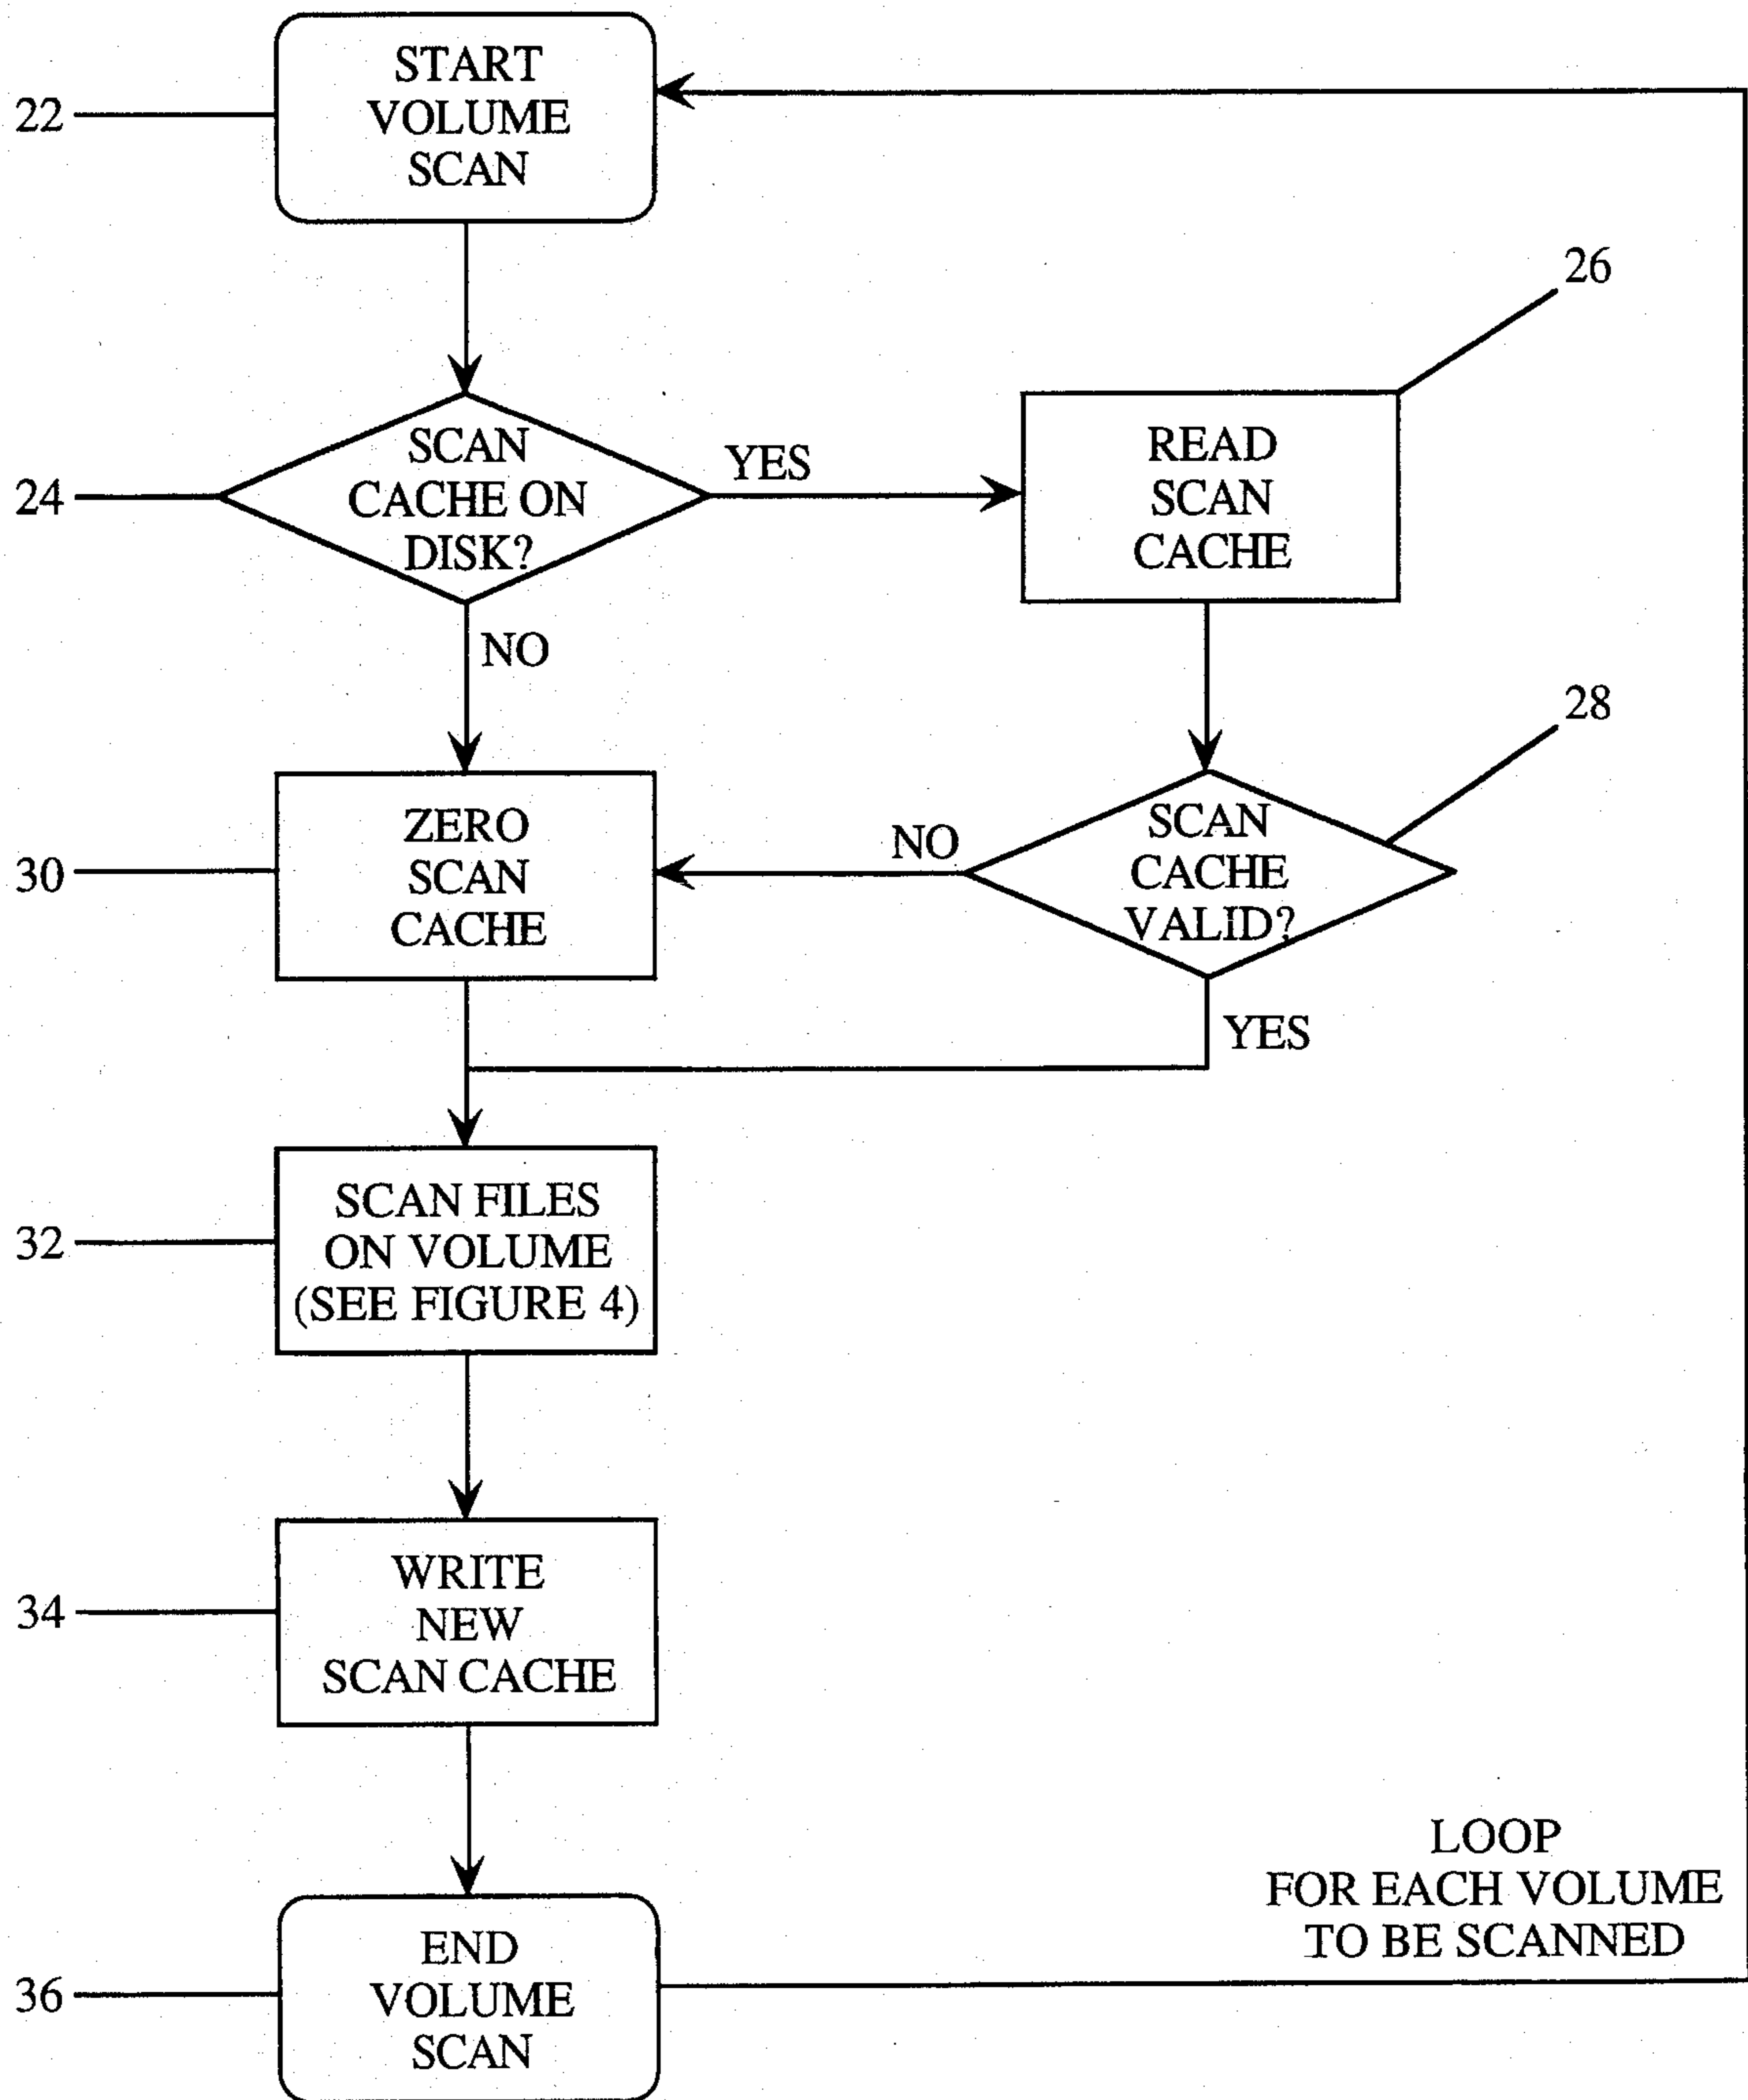 START
VOLUME
SCAN
22
26
SCAN
CACHE ON
DISK?
24
YES
READ
SCAN
CACHE
NO
28
ZERO
SCAN
CACHE
30
NO
SCAN
CACHE
VALID?
YES
SCAN FILES
ON VOLUME
(SEE FIGURE 4)
32
WRITE
NEW
SCAN CACHE
34
LOOP
FOR EACH VOLUME
TO BE SCANNED
END
VOLUME
SCAN
36